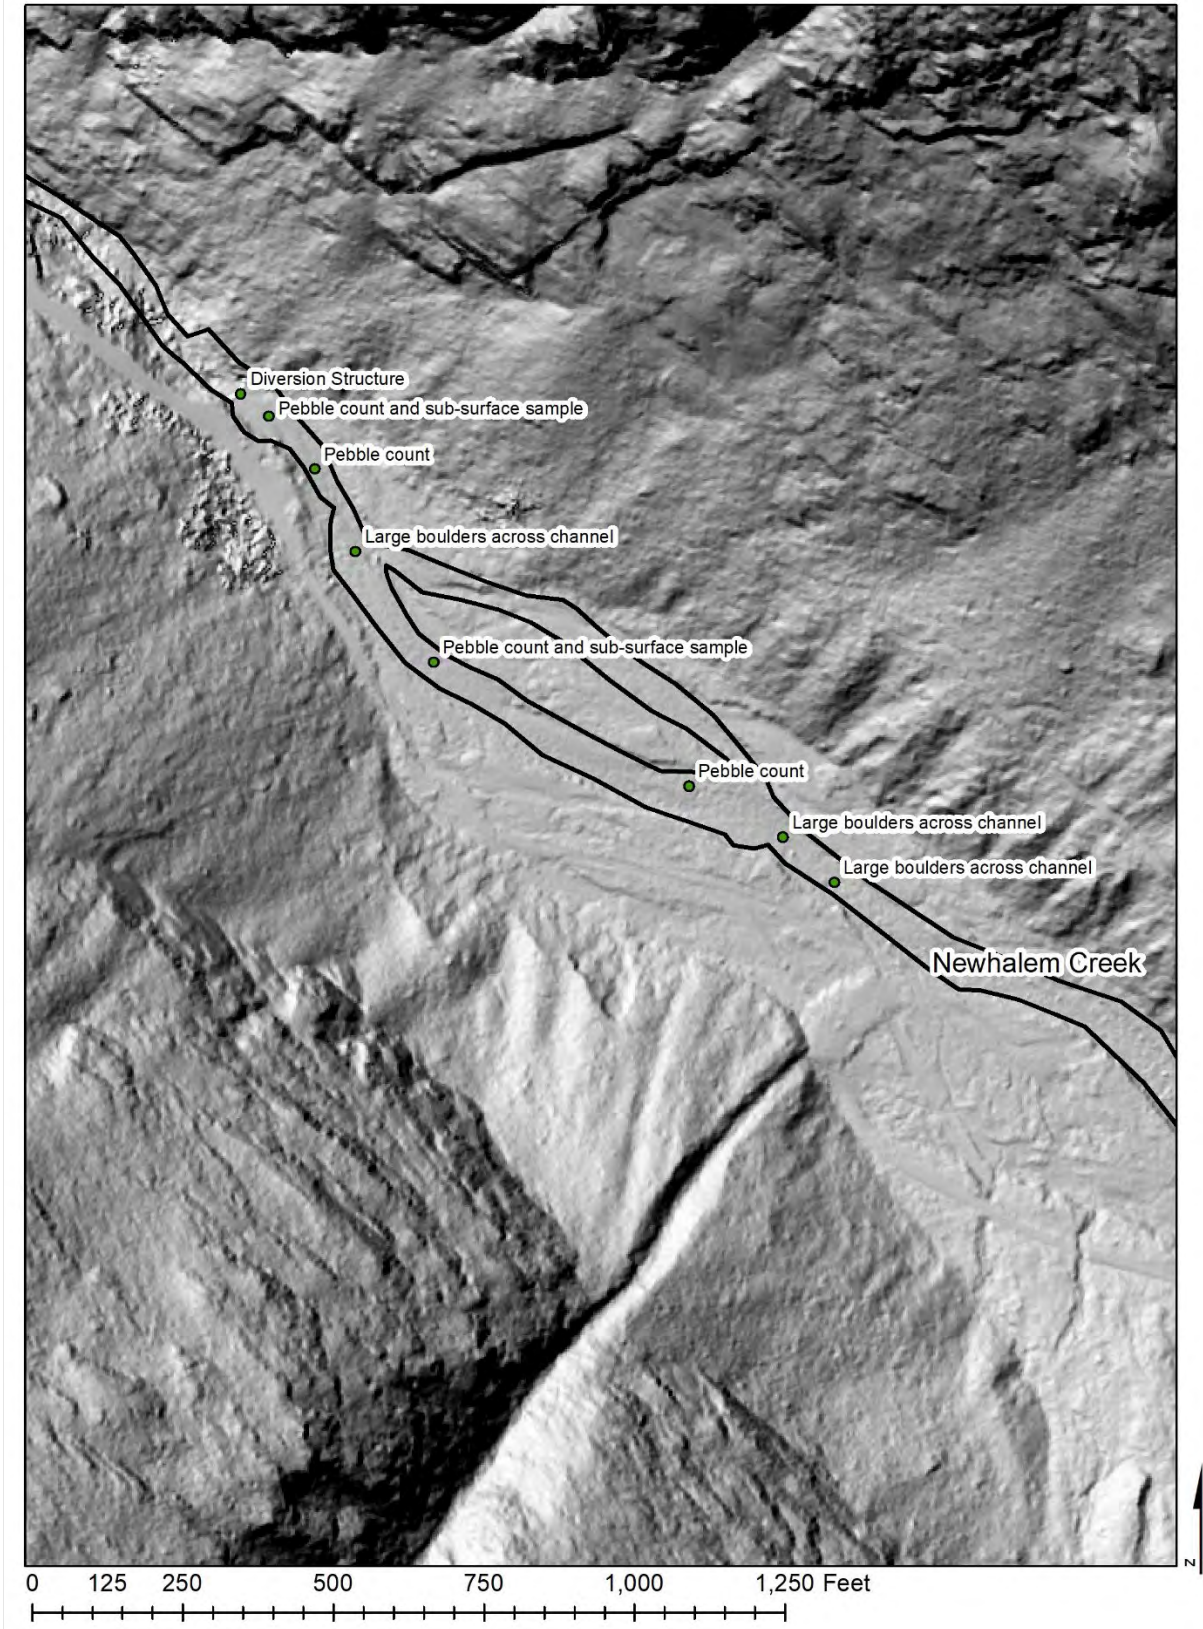 Diversion Structure
Pebble count and sub-surface sample
Pebble count
Large boulders across channel
Pebble count and sub-surface sample
Pebble count
Large boulders across channel
Large boulders across channel
Newhalem Creek
0 125 250 500 750 1,000 1,250 Feet
N